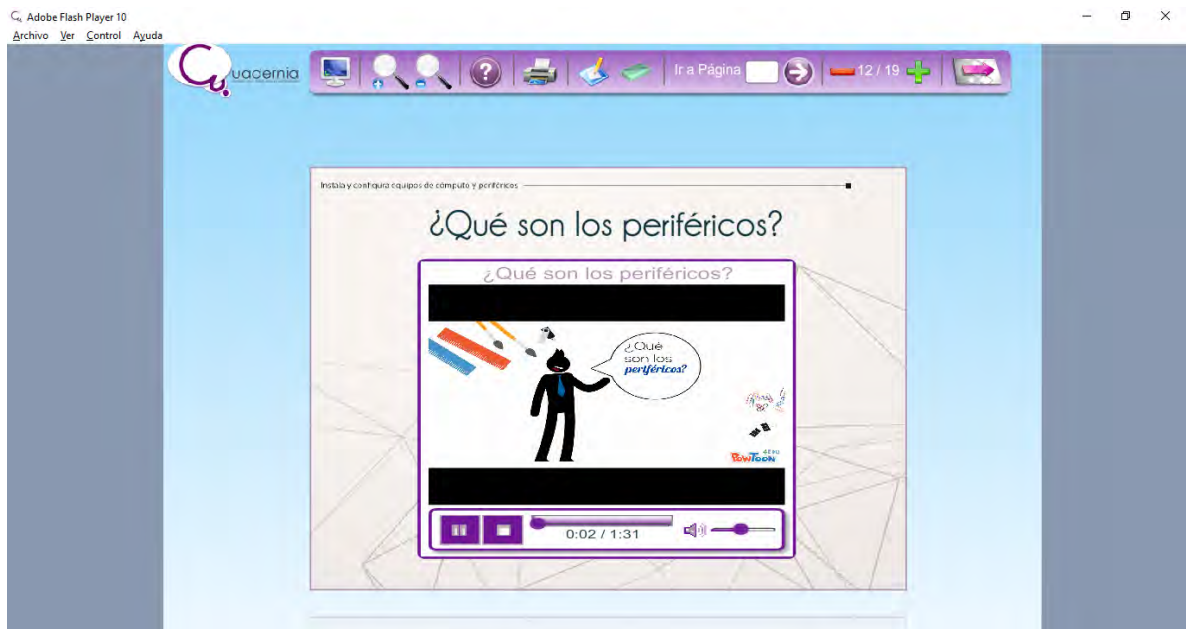 Adobe Flash Player 10
Archivo Ver Control Ayuda
Cuadernia
Ir a Página
12 / 19
Instala y configura equipos de cómputo y periféricos
¿Qué son los periféricos?
¿Qué son los periféricos?
¿Qué
son los
periféricos?
PowToon
0:02 / 1:31